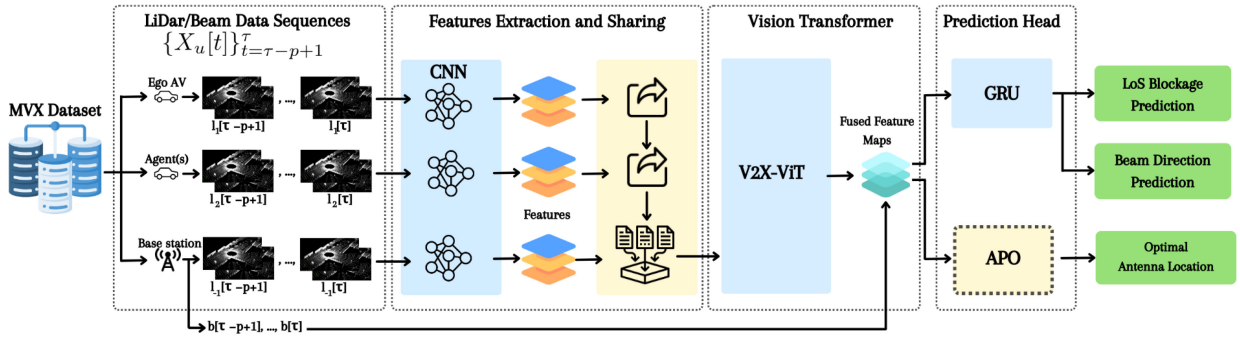 LiDar/Beam Data Sequences
{X_u[t]}^τ_{t=τ−p+1}
Features Extraction and Sharing
Vision Transformer
Prediction Head
MVX Dataset
Ego AV
, ...,
l_1[τ −p+1]
l_1[τ]
Agent(s)
, ...,
l_2[τ −p+1]
l_2[τ]
Base station
, ...,
l_-1[τ −p+1]
l_-1[τ]
b[τ −p+1], ..., b[τ]
CNN
Features
V2X-ViT
Fused Feature
Maps
GRU
APO
LoS Blockage
Prediction
Beam Direction
Prediction
Optimal
Antenna Location